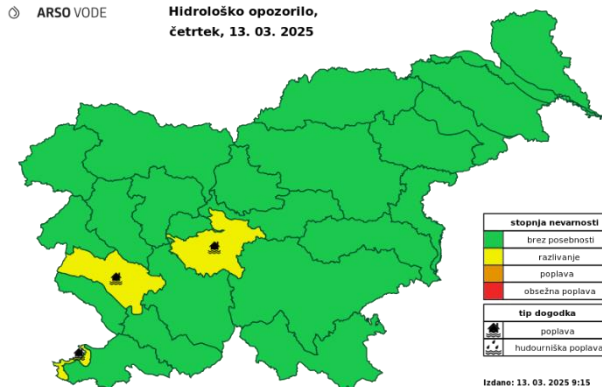 ARSO VODE
Hidrološko opozorilo,
četrtek, 13. 03. 2025
stopnja nevarnosti
brez posebnosti
razlivanje
poplava
obsežna poplava
tip dogodka
poplava
hudourniška poplava
Izdano: 13. 03. 2025 9:15